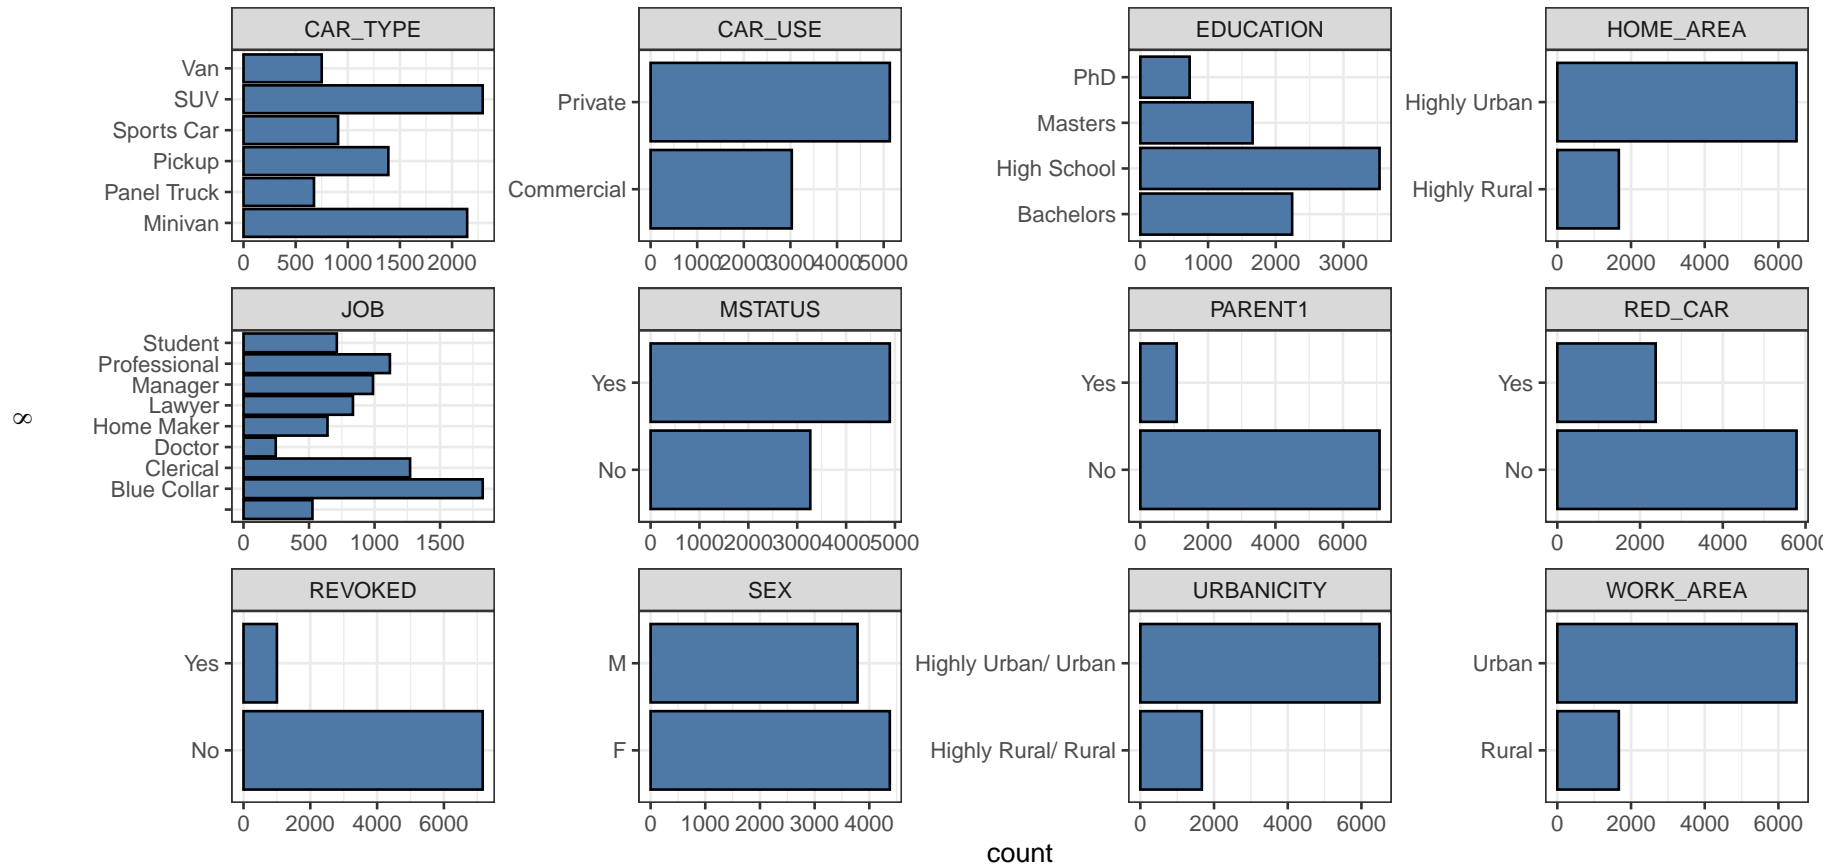 CAR_TYPE
Van
SUV
Sports Car
Pickup
Panel Truck
Minivan
0 500 1000 1500 2000
CAR_USE
Private
Commercial
0 1000 2000 3000 4000 5000
EDUCATION
PhD
Masters
High School
Bachelors
0 1000 2000 3000
HOME_AREA
Highly Urban
Highly Rural
0 2000 4000 6000
JOB
Student
Professional
Manager
Lawyer
Home Maker
Doctor
Clerical
Blue Collar
0 500 1000 1500
MSTATUS
Yes
No
0 1000 2000 3000 4000 5000
PARENT1
Yes
No
0 2000 4000 6000
RED_CAR
Yes
No
0 2000 4000 6000
REVOKED
Yes
No
0 2000 4000 6000
SEX
M
F
0 1000 2000 3000 4000
URBANICITY
Highly Urban/ Urban
Highly Rural/ Rural
0 2000 4000 6000
WORK_AREA
Urban
Rural
0 2000 4000 6000
count
8